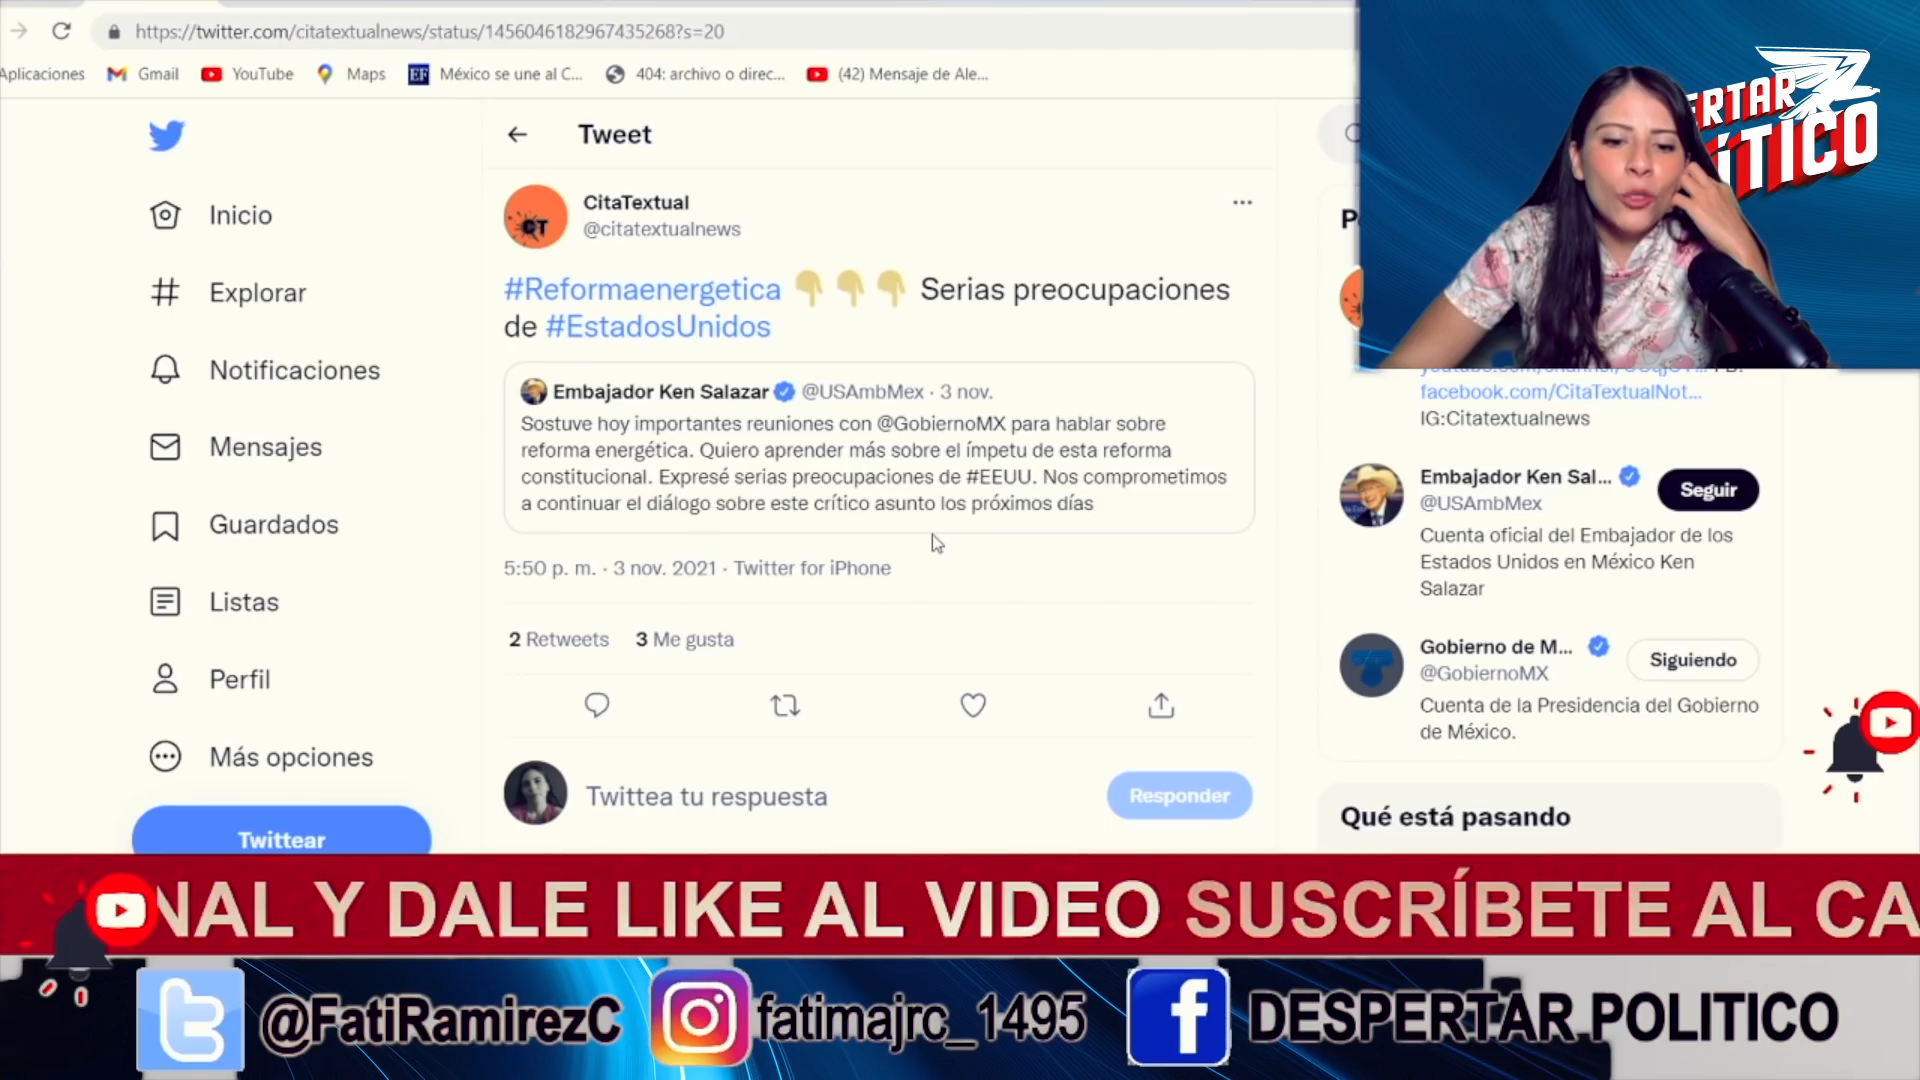 https://twitter.com/citatextualnews/status/1456046182967435268?s=20
Aplicaciones Gmail YouTube Maps EF México se une al C... 404: archivo o direc... (42) Mensaje de Ale...
Tweet
CitaTextual
@citatextualnews
#Reformaenergetica 👇👇👇 Serias preocupaciones
de #EstadosUnidos
Embajador Ken Salazar @USAmbMex · 3 nov.
Sostuve hoy importantes reuniones con @GobiernoMX para hablar sobre
reforma energética. Quiero aprender más sobre el ímpetu de esta reforma
constitucional. Expresé serias preocupaciones de #EEUU. Nos comprometimos
a continuar el diálogo sobre este crítico asunto los próximos días
5:50 p. m. · 3 nov. 2021 · Twitter for iPhone
2 Retweets 3 Me gusta
Twittea tu respuesta
Responder
Inicio
Explorar
Notificaciones
Mensajes
Guardados
Listas
Perfil
Más opciones
Twittear
CT
ERTAR
ÍTICO
facebook.com/CitaTextualNot...
IG:Citatextualnews
Embajador Ken Sal...
@USAmbMex
Seguir
Cuenta oficial del Embajador de los
Estados Unidos en México Ken
Salazar
Gobierno de M...
@GobiernoMX
Siguiendo
Cuenta de la Presidencia del Gobierno
de México.
Qué está pasando
NAL Y DALE LIKE AL VIDEO SUSCRÍBETE AL CA
@FatiRamirezC fatimajrc_1495 DESPERTAR POLITICO